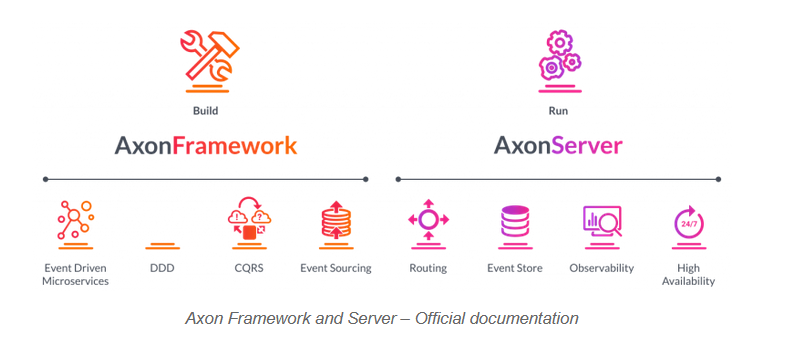 Build
Run
AxonFramework
AxonServer
Event Driven
Microservices
DDD
! ?
CQRS
Event Sourcing
Routing
Event Store
Observability
24/7
High
Availability
Axon Framework and Server – Official documentation